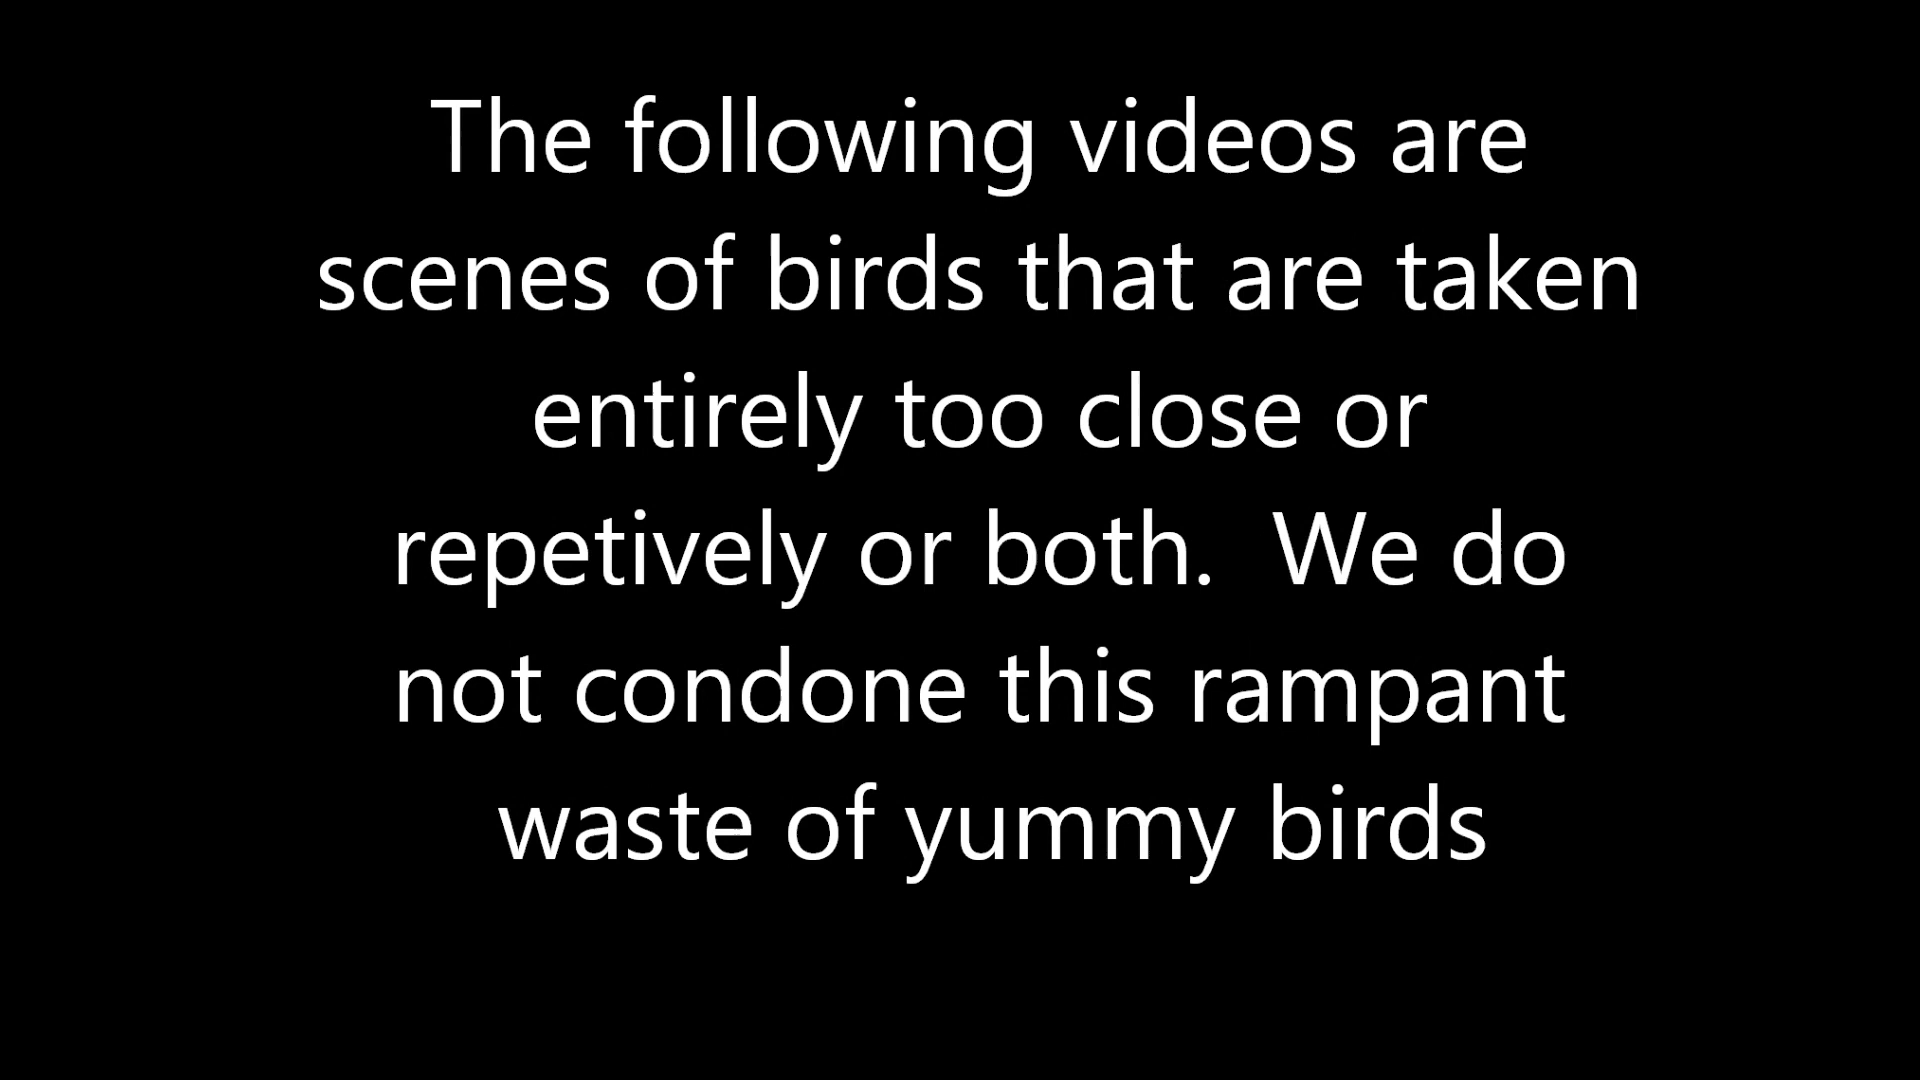 The following videos are
scenes of birds that are taken
entirely too close or
repetively or both.  We do
not condone this rampant
waste of yummy birds